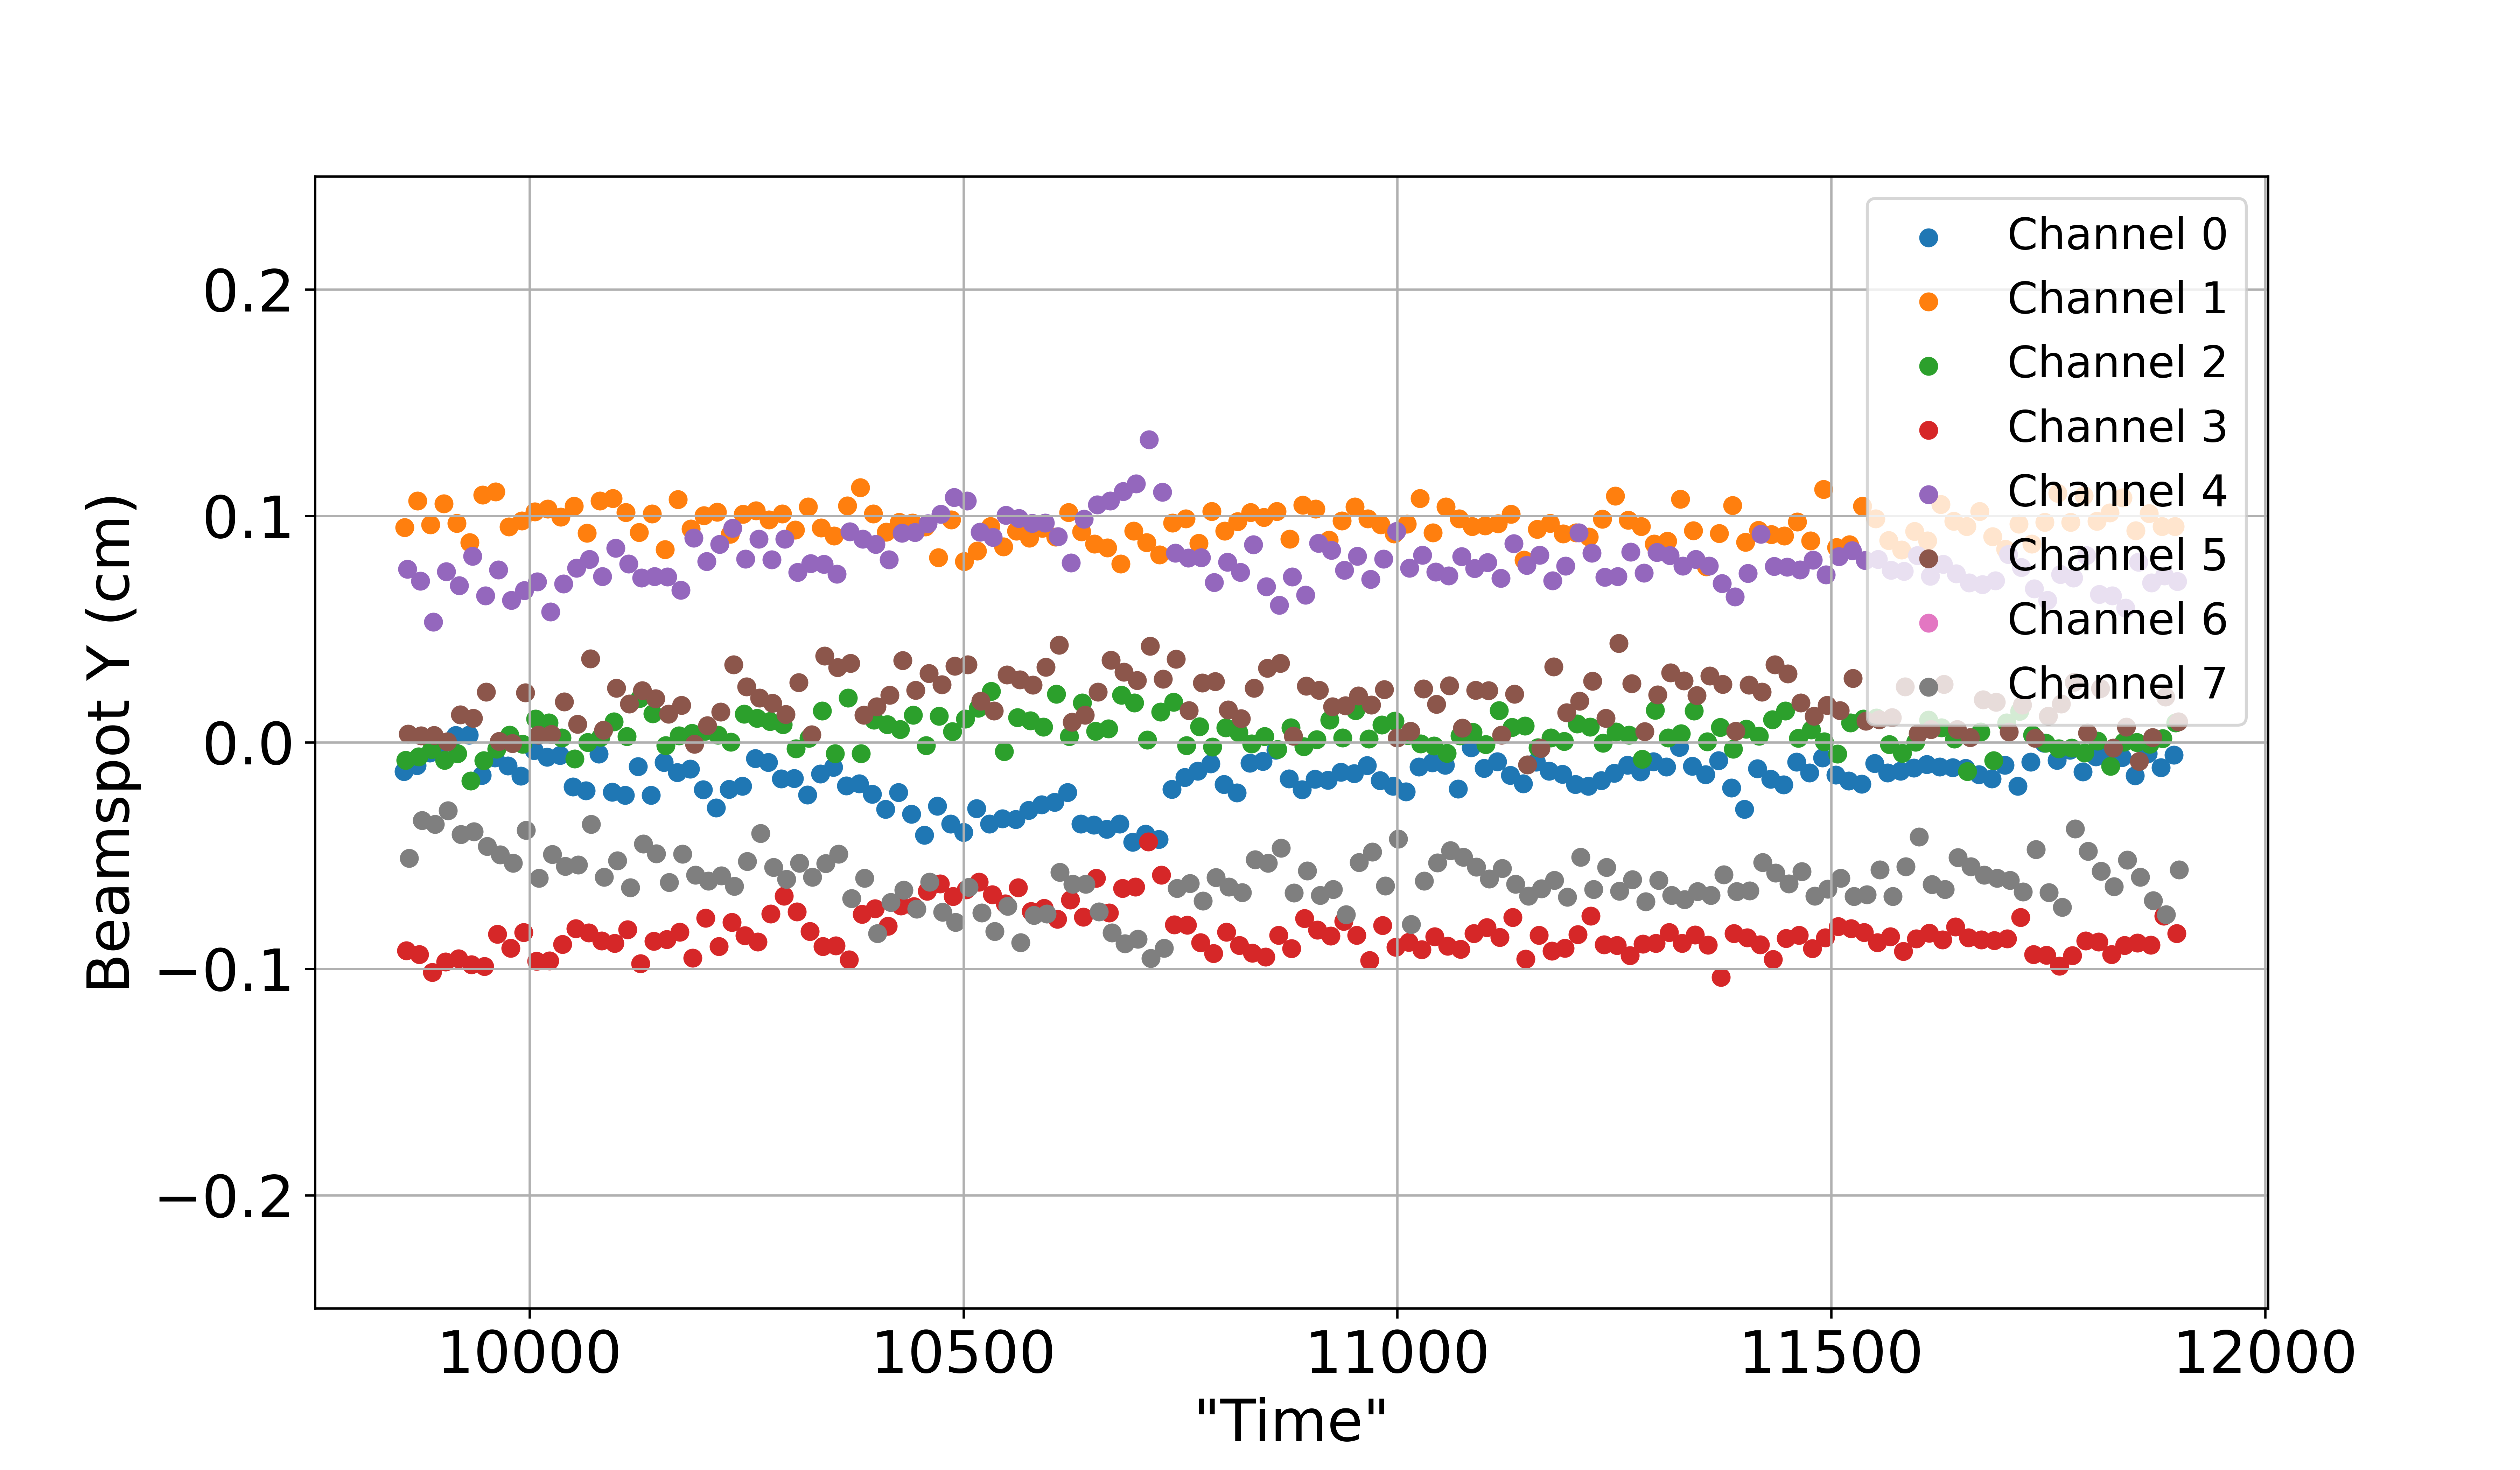 0.2
0.1
0.0
−0.1
−0.2
Beamspot Y (cm)
Channel 0
Channel 1
Channel 2
Channel 3
Channel 4
Channel 5
Channel 6
Channel 7
10000 10500 11000 11500 12000
"Time"